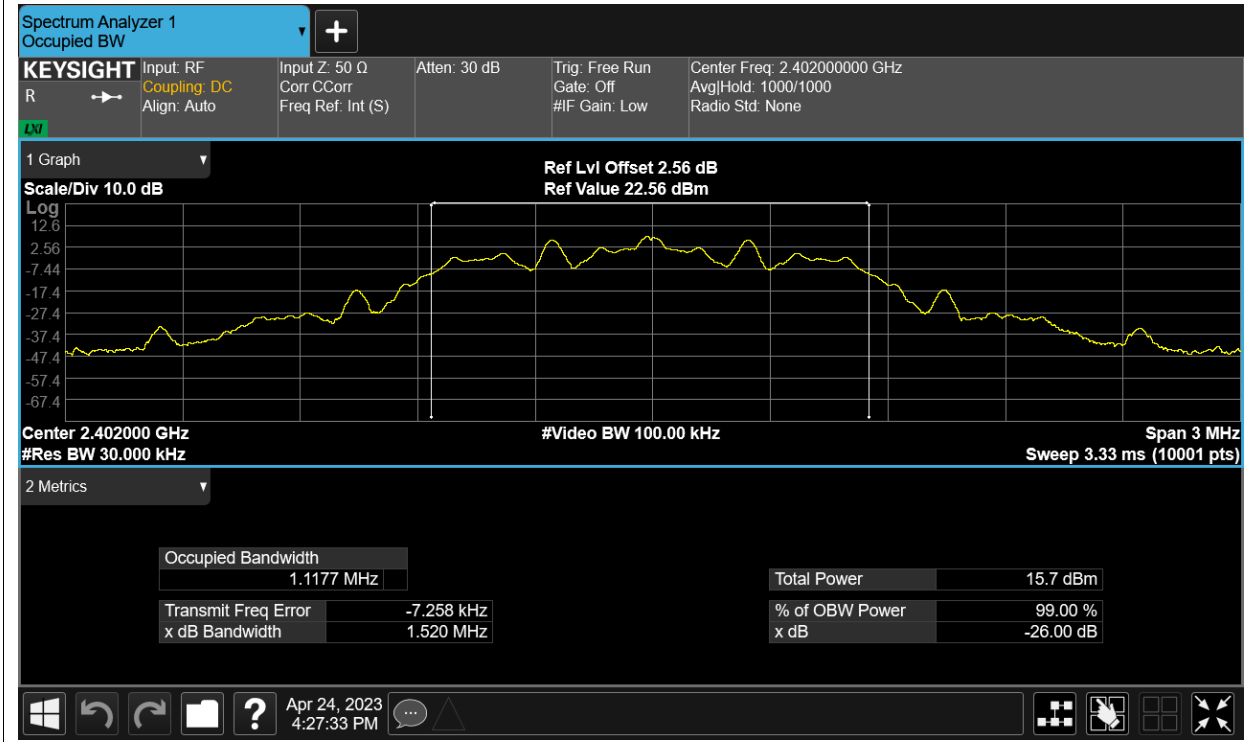 Spectrum Analyzer 1
Occupied BW
KEYSIGHT
R
LXI
Input: RF
Coupling: DC
Align: Auto
Input Z: 50 Ω
Corr CCorr
Freq Ref: Int (S)
Atten: 30 dB
Trig: Free Run
Gate: Off
#IF Gain: Low
Center Freq: 2.402000000 GHz
Avg|Hold: 1000/1000
Radio Std: None
1 Graph
Scale/Div 10.0 dB
Ref Lvl Offset 2.56 dB
Ref Value 22.56 dBm
Log
12.6
2.56
-7.44
-17.4
-27.4
-37.4
-47.4
-57.4
-67.4
Center 2.402000 GHz
#Video BW 100.00 kHz
Span 3 MHz
#Res BW 30.000 kHz
Sweep 3.33 ms (10001 pts)
2 Metrics
Occupied Bandwidth
1.1177 MHz
Total Power 15.7 dBm
Transmit Freq Error -7.258 kHz
% of OBW Power 99.00 %
x dB Bandwidth 1.520 MHz
x dB -26.00 dB
?
Apr 24, 2023
4:27:33 PM